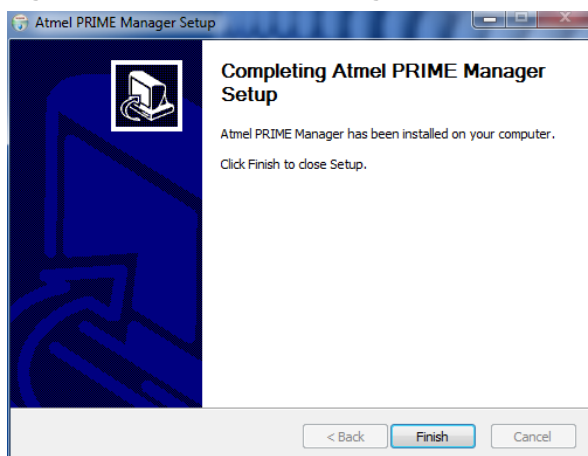 Atmel PRIME Manager Setup
Completing Atmel PRIME Manager
Setup
Atmel PRIME Manager has been installed on your computer.
Click Finish to close Setup.
< Back Finish Cancel